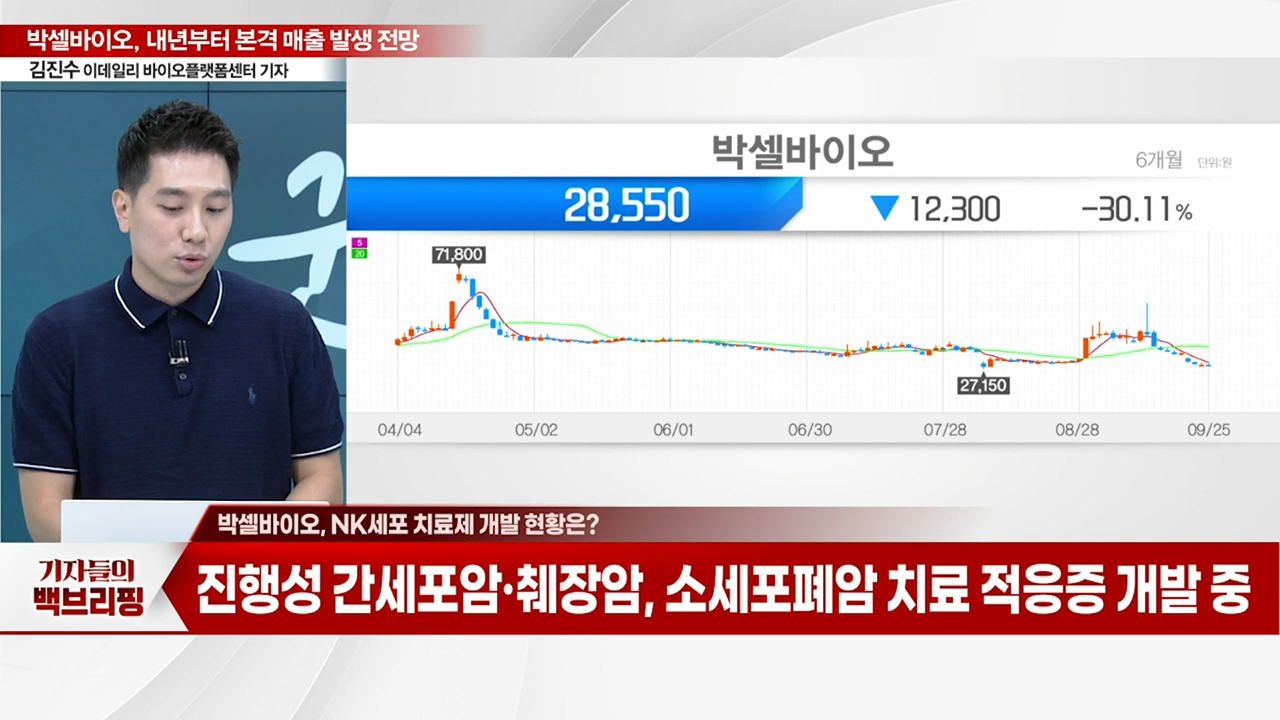 박셀바이오, 내년부터 본격 매출 발생 전망
김진수 이데일리 바이오플랫폼센터 기자
박셀바이오
6개월 단위:원
28,550 ▼ 12,300 -30.11%
5
20
71,800
27,150
04/04 05/02 06/01 06/30 07/28 08/28 09/25
박셀바이오, NK세포 치료제 개발 현황은?
기자들의
백브리핑
진행성 간세포암·췌장암, 소세포폐암 치료 적응증 개발 중